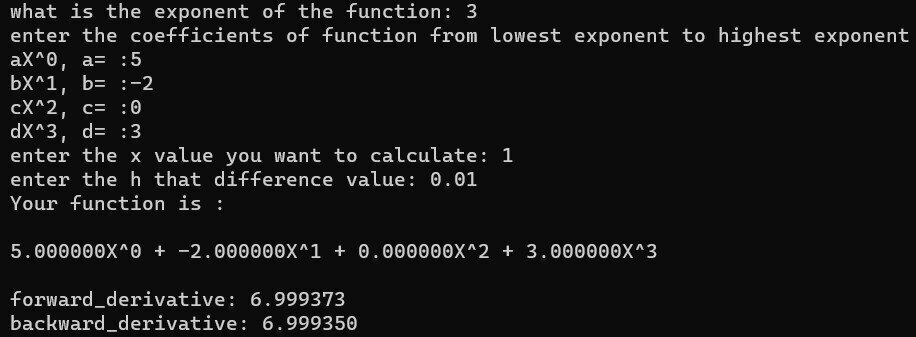 what is the exponent of the function: 3
enter the coefficients of function from lowest exponent to highest exponent
aX^0, a= :5
bX^1, b= :-2
cX^2, c= :0
dX^3, d= :3
enter the x value you want to calculate: 1
enter the h that difference value: 0.01
Your function is :
5.000000X^0 + -2.000000X^1 + 0.000000X^2 + 3.000000X^3
forward_derivative: 6.999373
backward_derivative: 6.999350